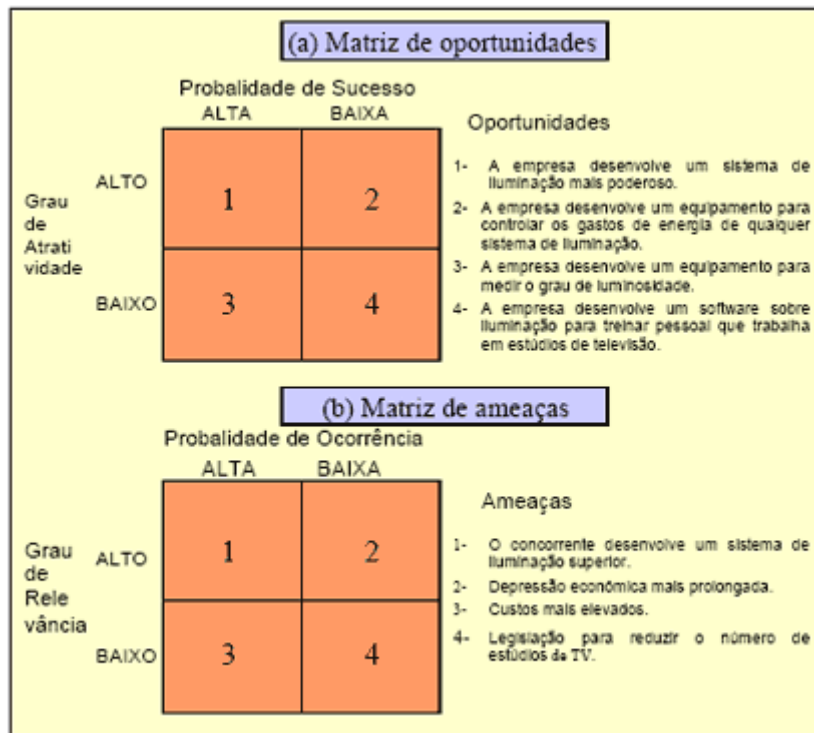 (a) Matriz de oportunidades
Probalidade de Sucesso
ALTA BAIXA
Grau
de
Atrati
vidade
ALTO
BAIXO
1 2
3 4
Oportunidades
1- A empresa desenvolve um sistema de
iluminação mais poderoso.
2- A empresa desenvolve um equipamento para
controlar os gastos de energia de qualquer
sistema de iluminação.
3- A empresa desenvolve um equipamento para
medir o grau de luminosidade.
4- A empresa desenvolve um software sobre
iluminação para treinar pessoal que trabalha
em estúdios de televisão.
(b) Matriz de ameaças
Probalidade de Ocorrência
ALTA BAIXA
Grau
de
Rele
vância
ALTO
BAIXO
1 2
3 4
Ameaças
1- O concorrente desenvolve um sistema de
iluminação superior.
2- Depressão econômica mais prolongada.
3- Custos mais elevados.
4- Legislação para reduzir o número de
estúdios de TV.